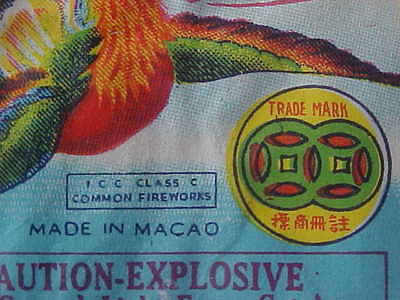 TRADE MARK
標商冊註
I C C CLASS C
COMMON FIREWORKS
MADE IN MACAO
AUTION-EXPLOSIVE